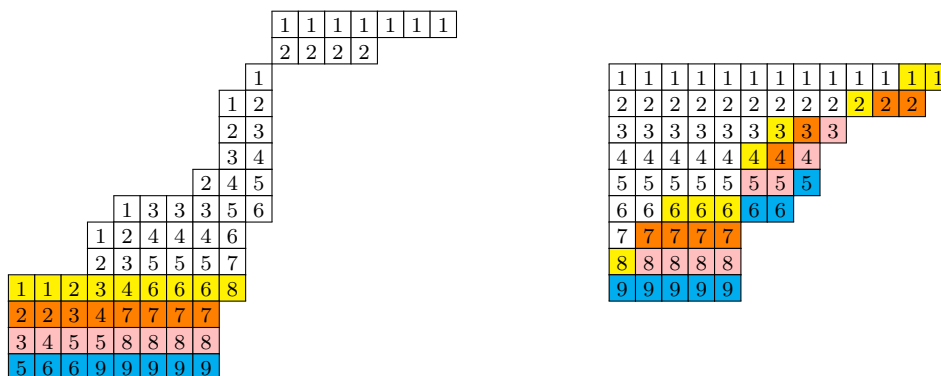 1 1 1 1 1 1 1
2 2 2 2
1
1 2
2 3
3 4
2 4 5
1 3 3 3 5 6
1 2 4 4 4 6
2 3 5 5 5 7
1 1 2 3 4 6 6 6 8
2 2 3 4 7 7 7 7
3 4 5 5 8 8 8 8
5 6 6 9 9 9 9 9
1 1 1 1 1 1 1 1 1 1 1 1 1
2 2 2 2 2 2 2 2 2 2 2 2
3 3 3 3 3 3 3 3 3
4 4 4 4 4 4 4 4
5 5 5 5 5 5 5 5
6 6 6 6 6 6 6
7 7 7 7 7
8 8 8 8 8
9 9 9 9 9